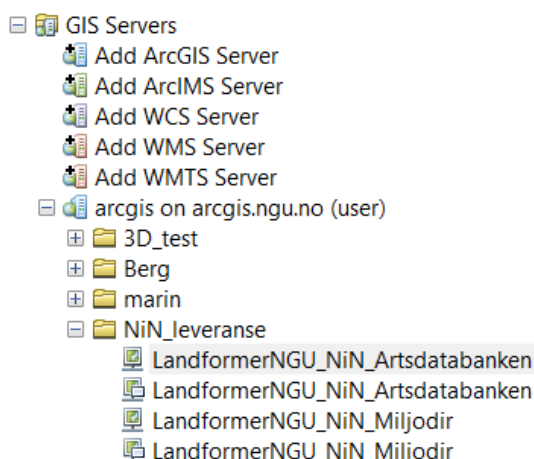 GIS Servers
Add ArcGIS Server
Add ArcIMS Server
Add WCS Server
Add WMS Server
Add WMTS Server
arcgis on arcgis.ngu.no (user)
3D_test
Berg
marin
NiN_leveranse
LandformerNGU_NiN_Artsdatabanken
LandformerNGU_NiN_Artsdatabanken
LandformerNGU_NiN_Miljodir
LandformerNGU_NiN_Miljodir